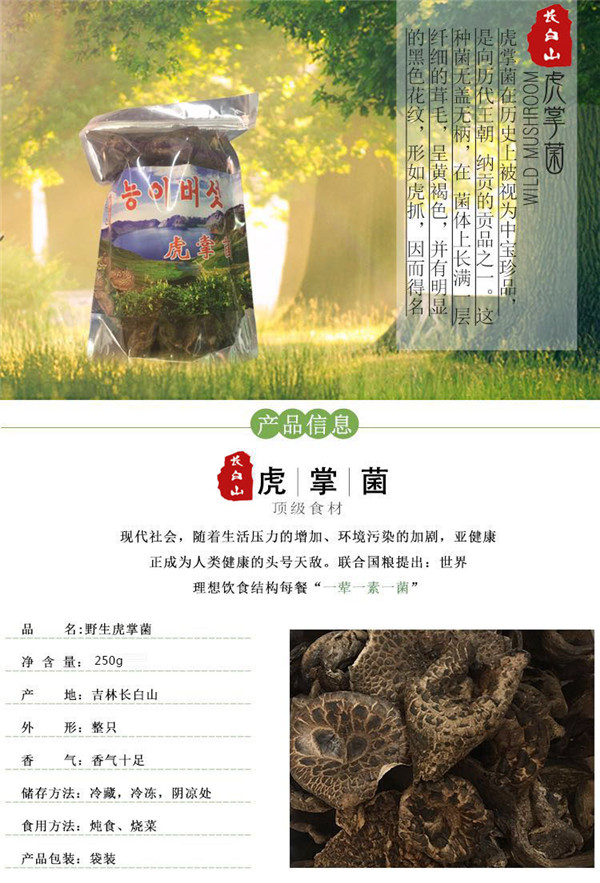 长白山
虎掌菌
WILD MUSHROOM
虎掌菌在历史上被视为中宝珍品，
是向历代王朝 纳贡的贡品之一。这
种菌无盖无柄，在 菌体上长满一层
纤细的茸毛，呈黄褐色，并有明显
的黑色花纹，形如虎抓，因而得名
능이버섯
虎掌
产品信息
长白山
虎掌菌
顶级食材
现代社会，随着生活压力的增加、环境污染的加剧，亚健康
正成为人类健康的头号天敌。联合国粮提出：世界
理想饮食结构每餐“一荤一素一菌”
品 名：野生虎掌菌
净 含 量： 250g
产 地：吉林长白山
外 形：整只
香 气：香气十足
储存方法：冷藏，冷冻，阴凉处
食用方法：炖食、烧菜
产品包装：袋装